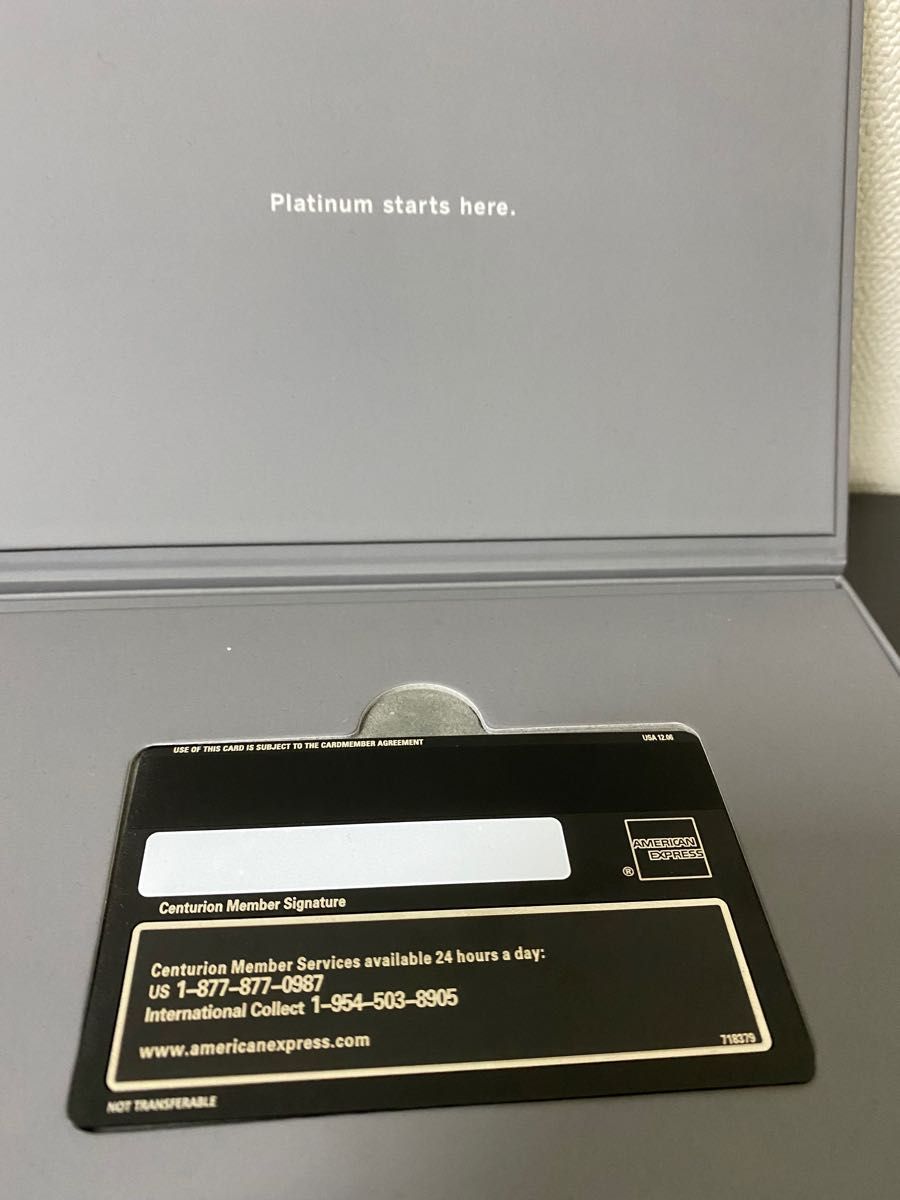 Platinum starts here.
USE OF THIS CARD IS SUBJECT TO THE CARDMEMBER AGREEMENT
USA 12.06
AMERICAN
EXPRESS
®
Centurion Member Signature
Centurion Member Services available 24 hours a day:
US 1-877-877-0987
International Collect 1-954-503-8905
www.americanexpress.com
718379
NOT TRANSFERABLE